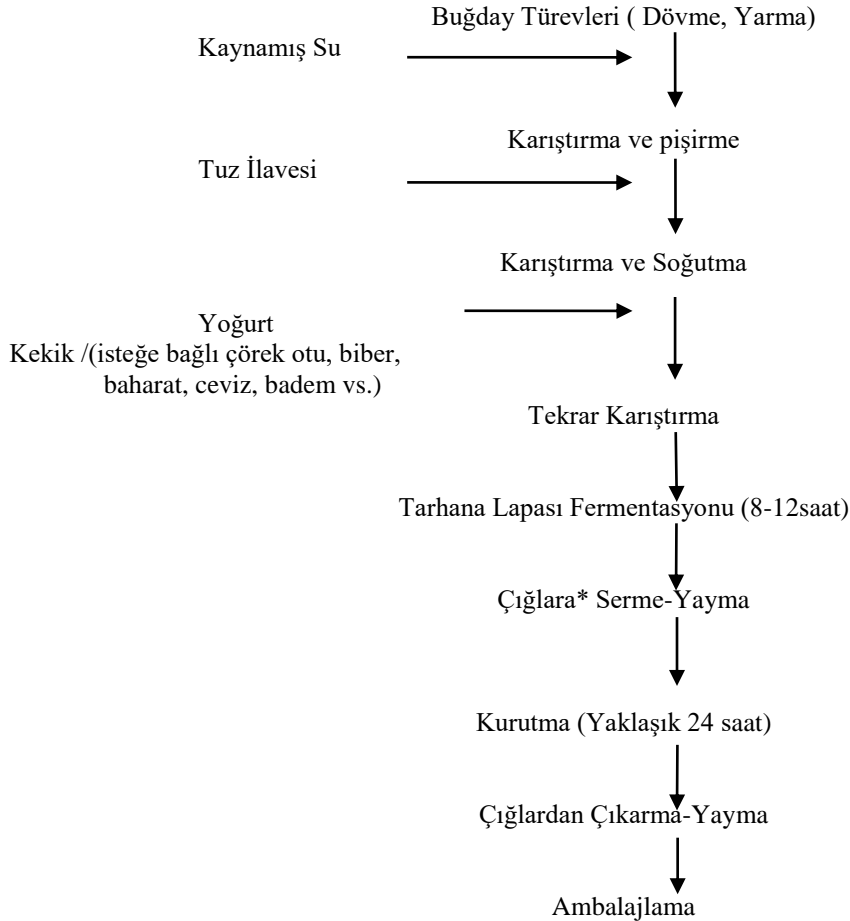 Buğday Türevleri ( Dövme, Yarma)
Kaynamış Su
Karıştırma ve pişirme
Tuz İlavesi
Karıştırma ve Soğutma
Yoğurt
Kekik /(isteğe bağlı çörek otu, biber,
baharat, ceviz, badem vs.)
Tekrar Karıştırma
Tarhana Lapası Fermentasyonu (8-12saat)
Çığlara* Serme-Yayma
Kurutma (Yaklaşık 24 saat)
Çığlardan Çıkarma-Yayma
Ambalajlama